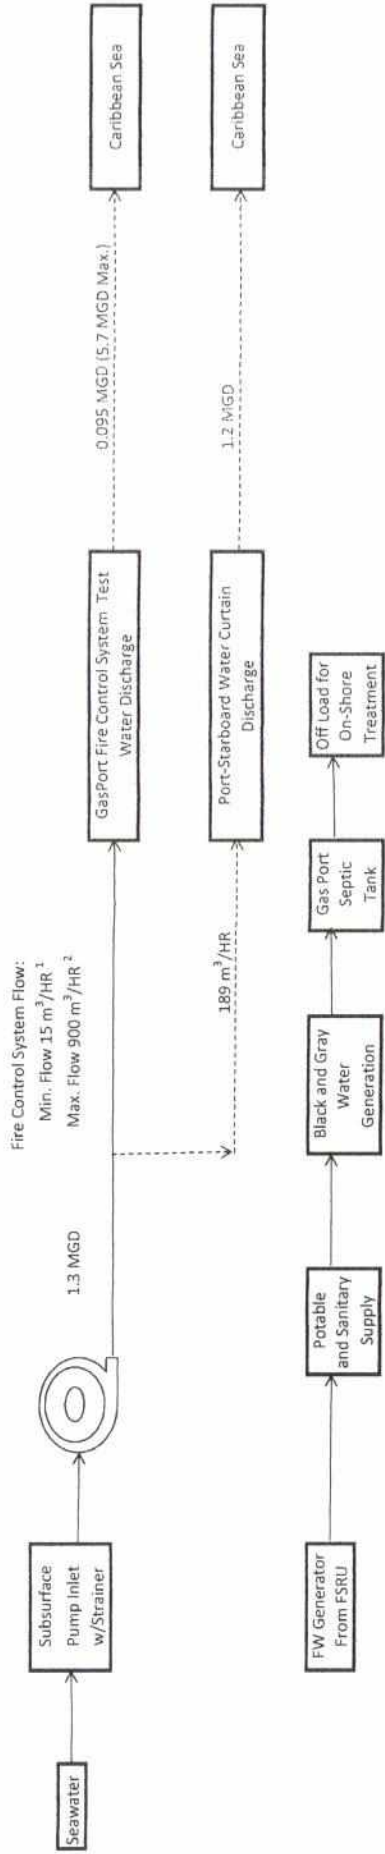 Seawater
Subsurface
Pump Inlet
w/Strainer
1.3 MGD
Fire Control System Flow:
Min. Flow 15 m³/HR ¹
Max. Flow 900 m³/HR ²
GasPort Fire Control System Test
Water Discharge
0.095 MGD (5.7 MGD Max.)
Caribbean Sea
189 m³/HR
Port-Starboard Water Curtain
Discharge
1.2 MGD
Caribbean Sea
FW Generator
From FSRU
Potable
and Sanitary
Supply
Black and Gray
Water
Generation
Gas Port
Septic
Tank
Off Load for
On-Shore
Treatment